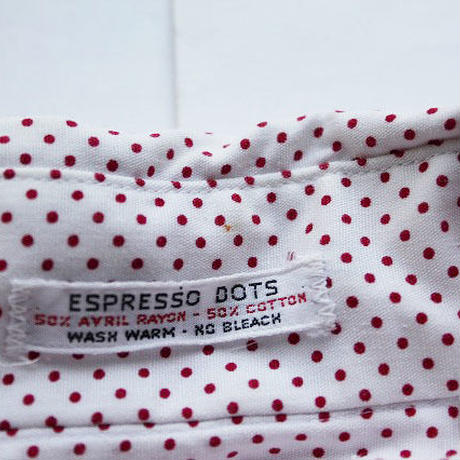 ESPRESSO DOTS
50% AVRIL RAYON - 50% COTTON
WASH WARM - NO BLEACH